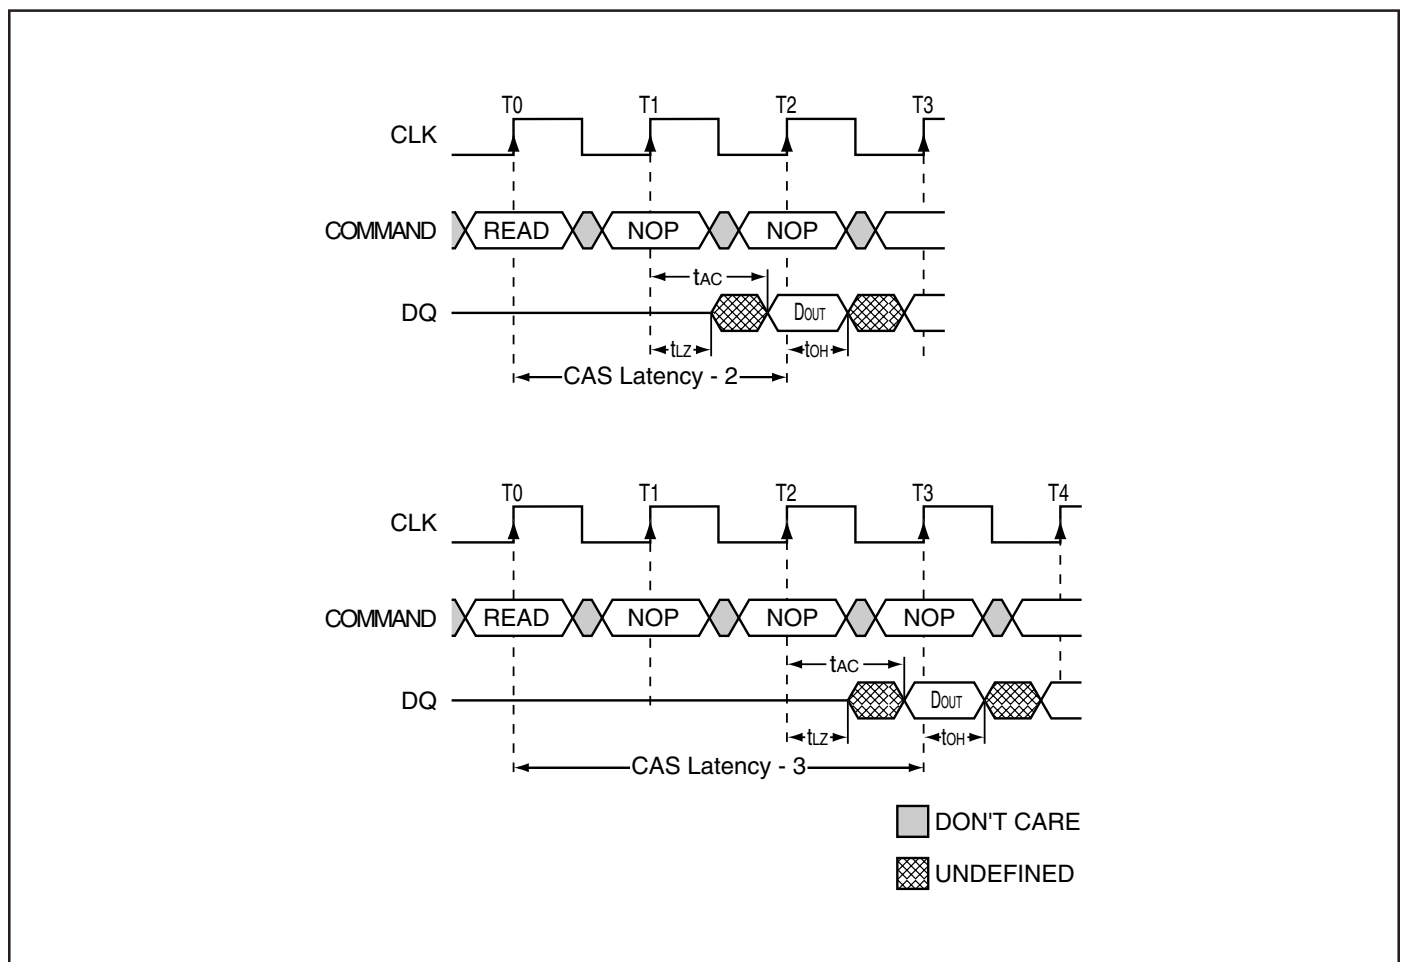 T0 T1 T2 T3
CLK
COMMAND READ NOP NOP
tAC
DQ DOUT
tLZ tOH
CAS Latency - 2
T0 T1 T2 T3 T4
CLK
COMMAND READ NOP NOP NOP
tAC
DQ DOUT
tLZ tOH
CAS Latency - 3
DON'T CARE
UNDEFINED